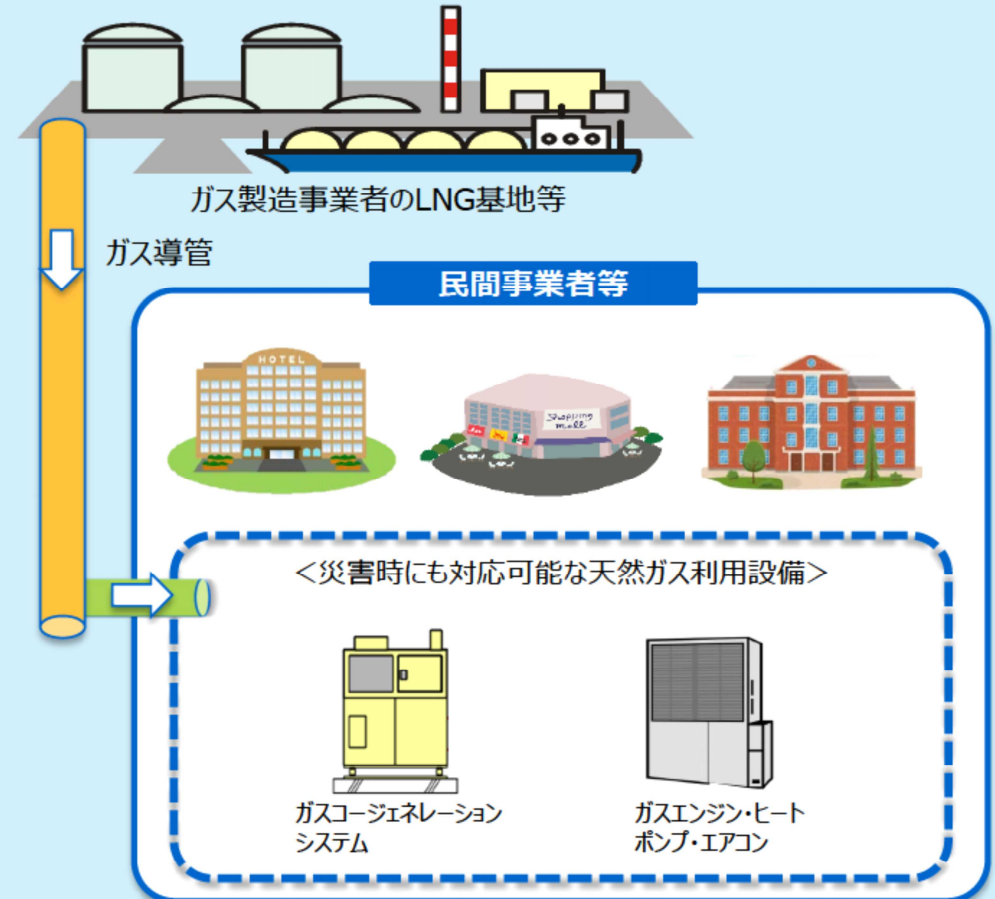 ガス製造事業者のLNG基地等
ガス導管
民間事業者等
HOTEL
Shopping
mall
＜災害時にも対応可能な天然ガス利用設備＞
ガスコージェネレーション
システム
ガスエンジン・ヒート
ポンプ・エアコン